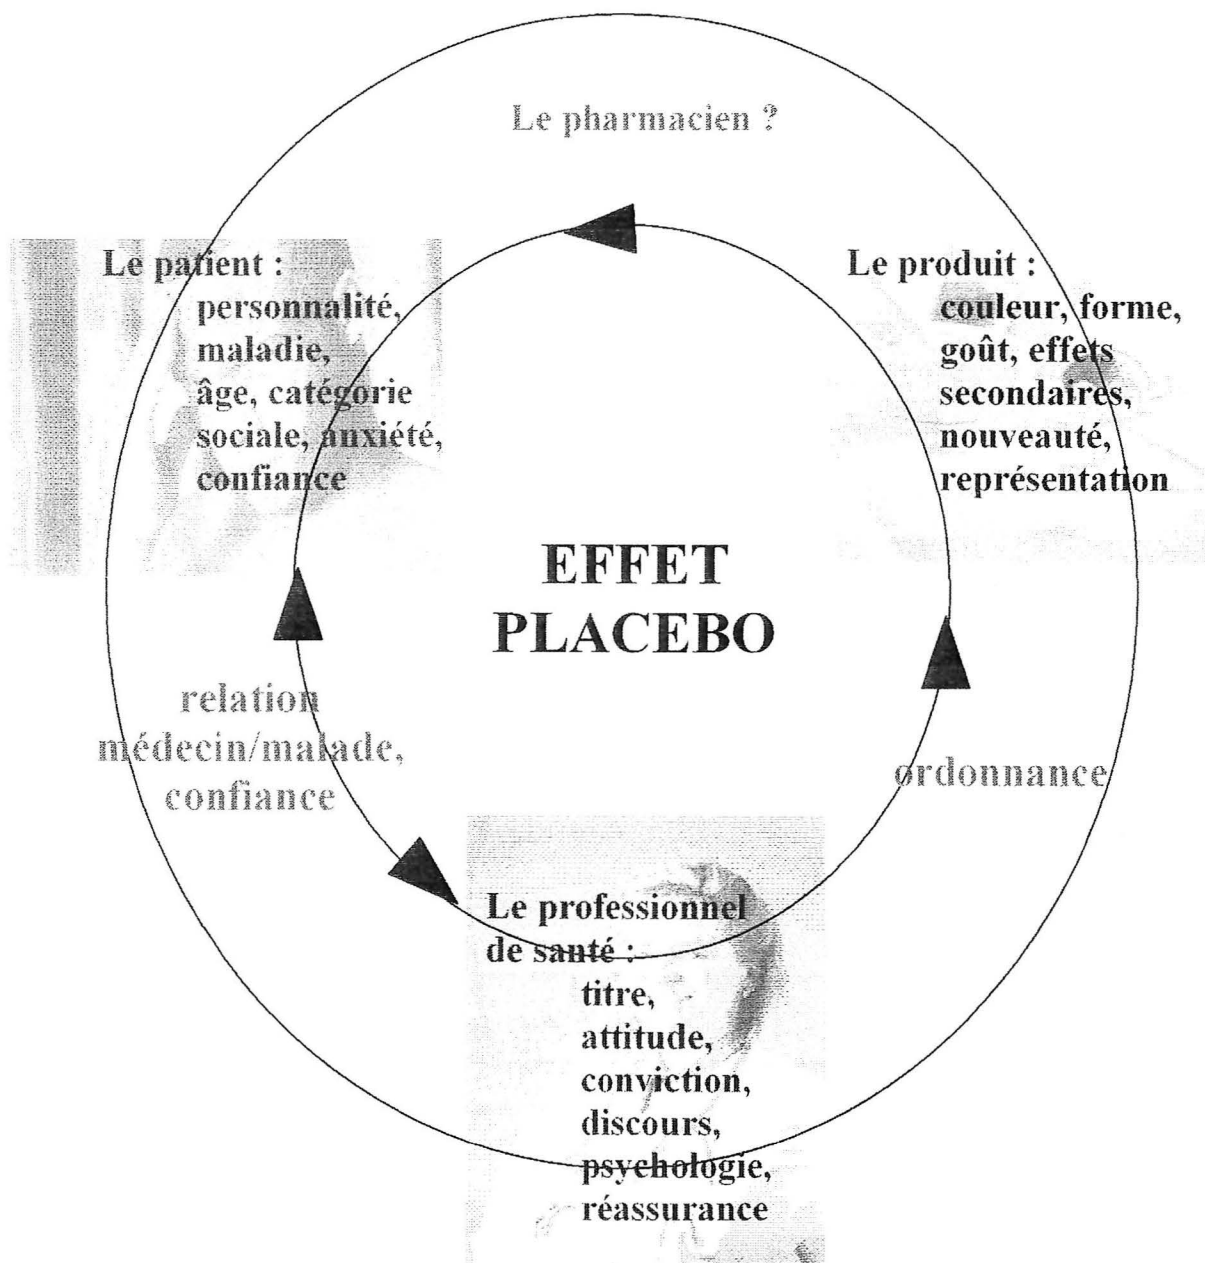 Le pharmacien ?
Le patient :
personnalité,
maladie,
âge, catégorie
sociale, anxiété,
confiance
Le produit :
couleur, forme,
goût, effets
secondaires,
nouveauté,
représentation
EFFET
PLACEBO
relation
médecin/malade,
confiance
ordonnance
Le professionnel
de santé :
titre,
attitude,
conviction,
discours,
psychologie,
réassurance